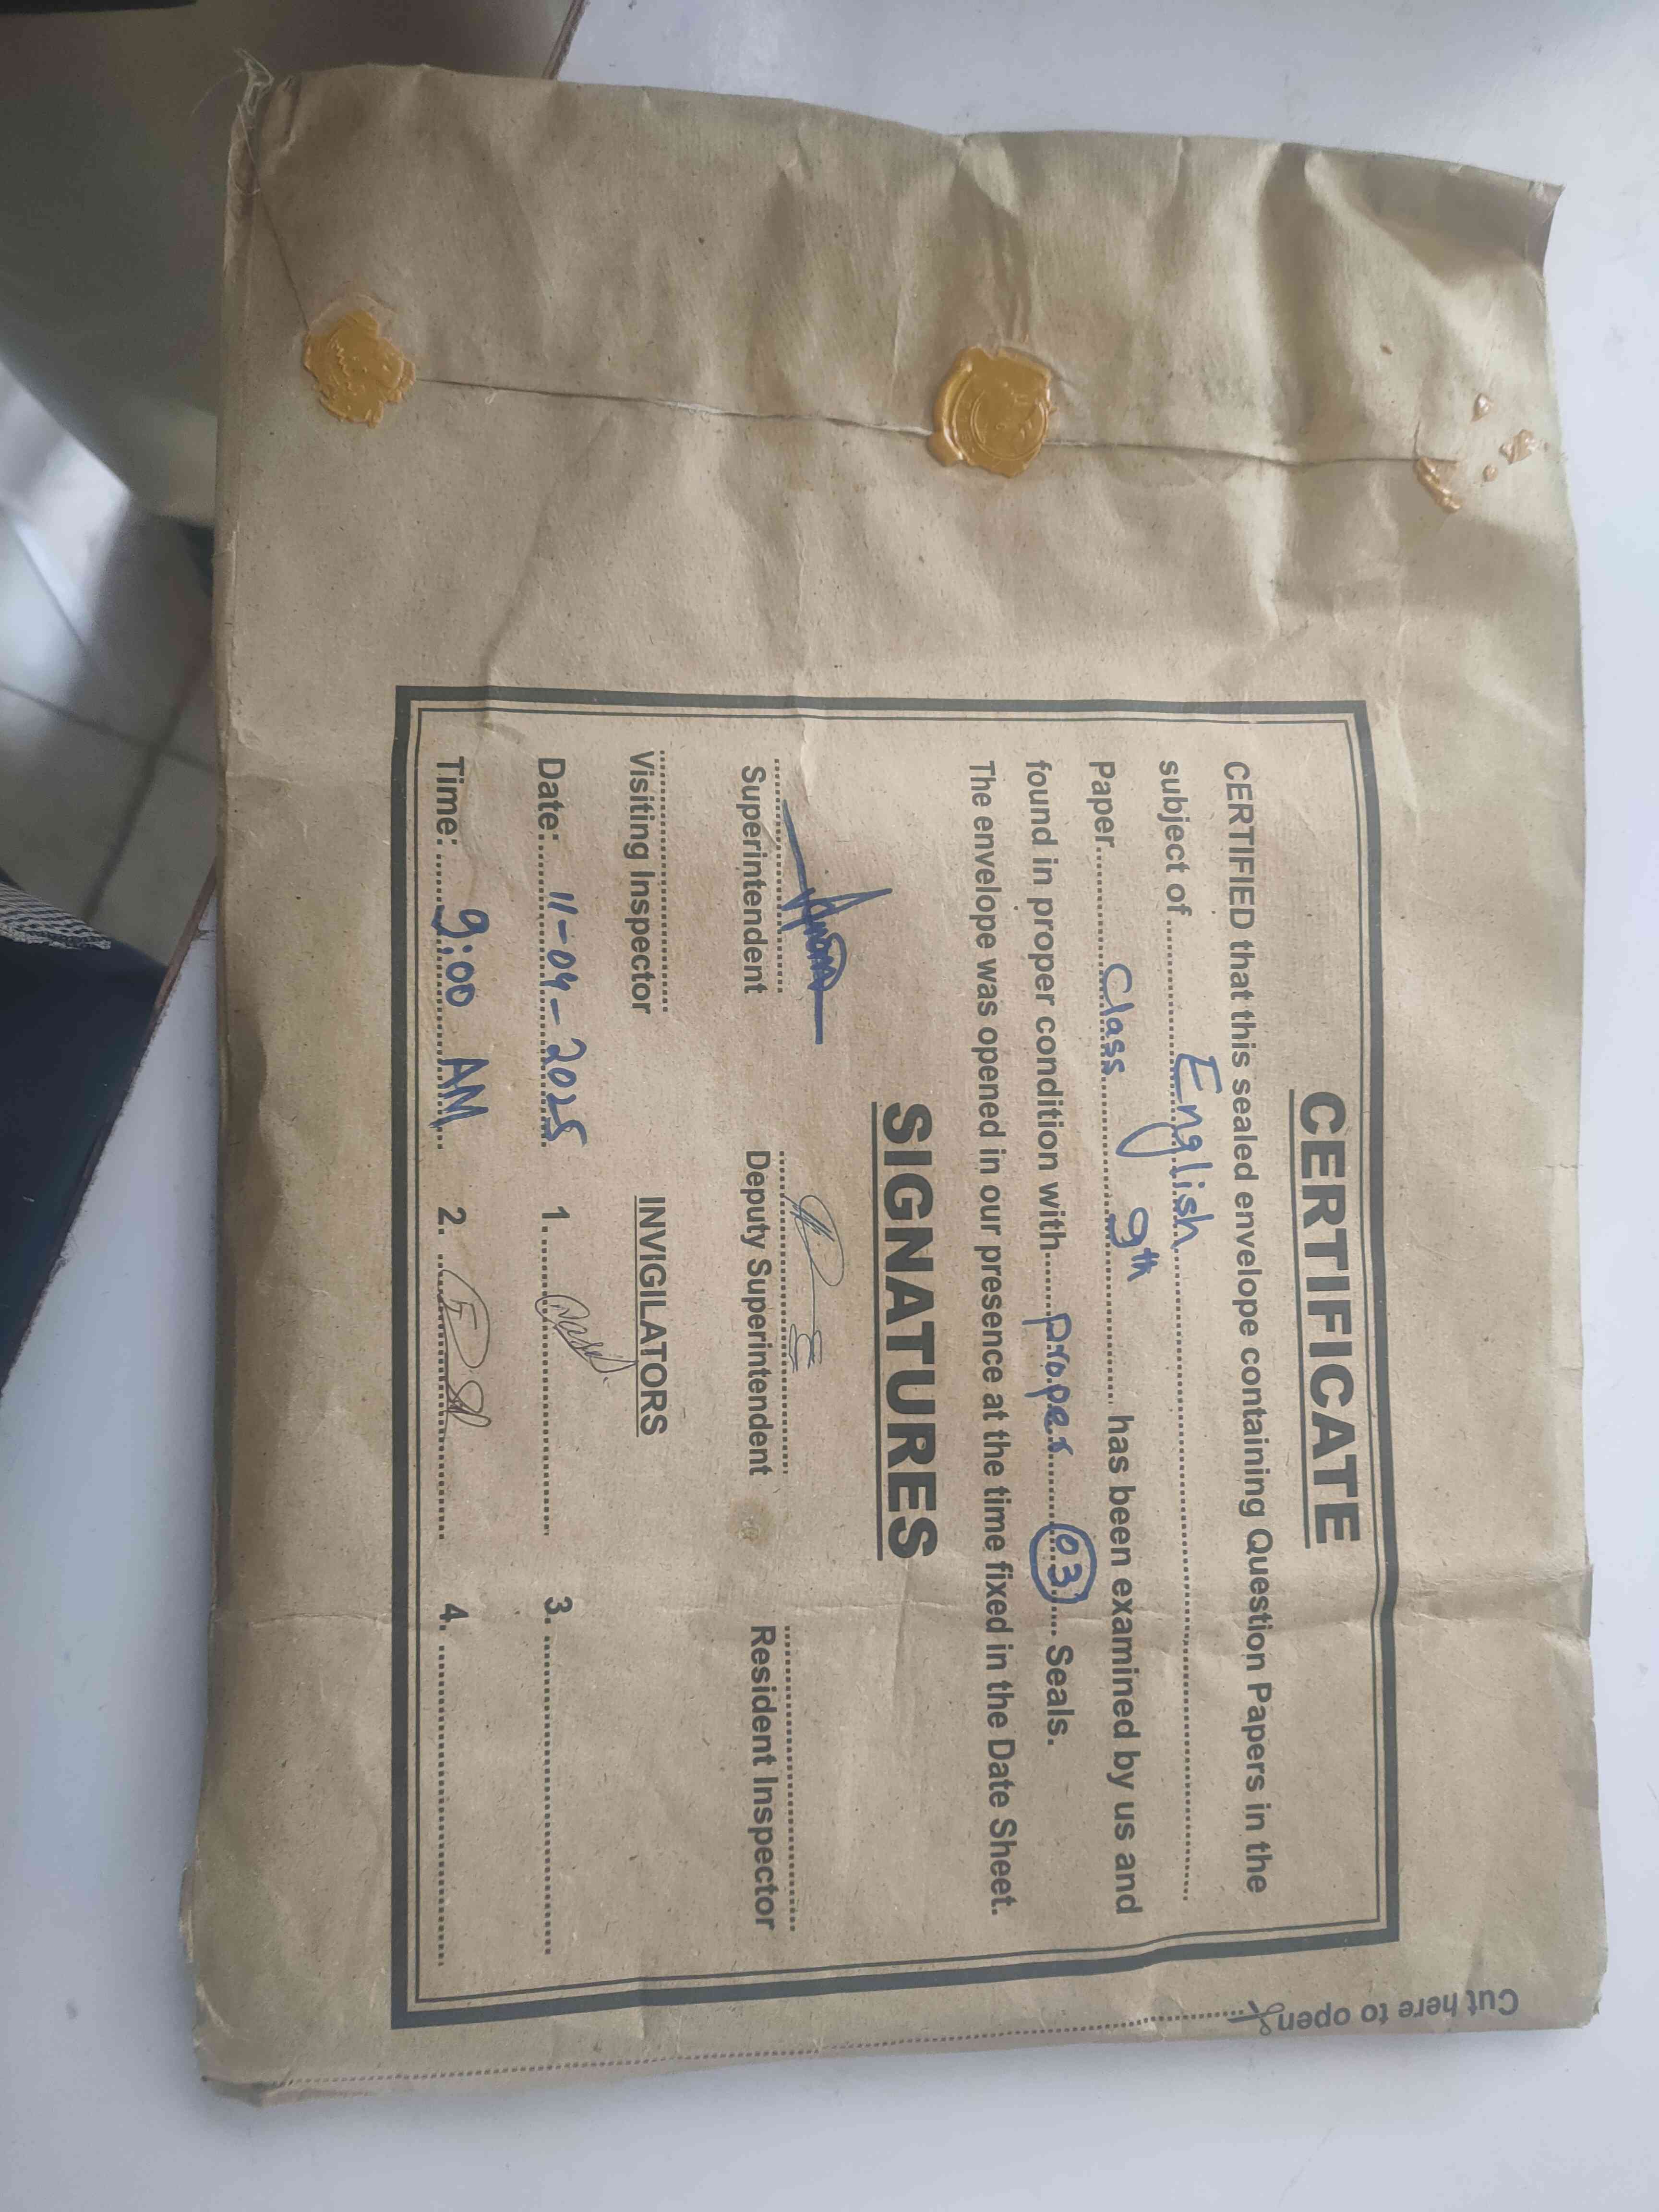 CERTIFICATE
CERTIFIED that this sealed envelope containing Question Papers in the
subject of.......... English ..........
Paper.......... Class 9th .......... has been examined by us and
found in proper condition with...... proper ...... 03 .... Seals.
The envelope was opened in our presence at the time fixed in the Date Sheet.
SIGNATURES
Superintendent Deputy Superintendent Resident Inspector
Visiting Inspector INVIGILATORS
Date: 11-04-2025 1. 3.
Time: 9:00 AM 2. 4.
Cut here to open